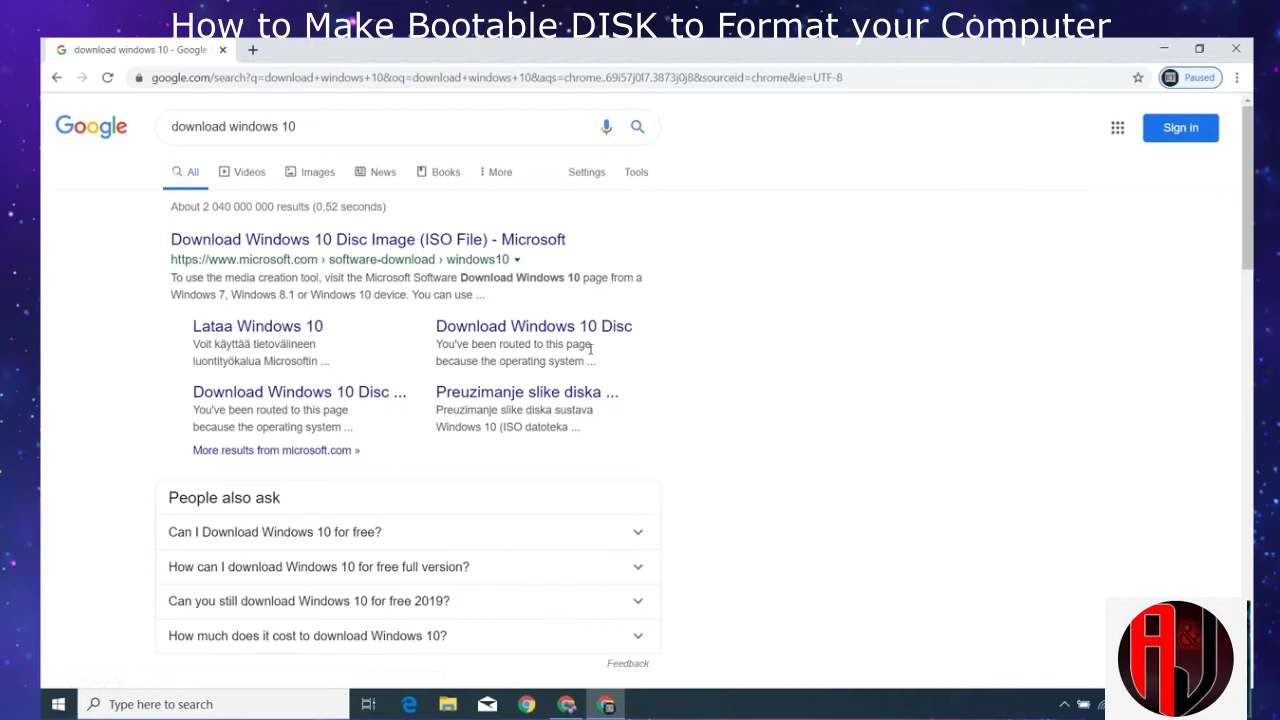 How to Make Bootable DISK to Format your Computer
download windows 10 - Google
google.com/search?q=download+windows+10&oq=download+windows+10&aqs=chrome..69i57j0l7.3873j0j8&sourceid=chrome&ie=UTF-8
Paused
Google
download windows 10
Sign in
All Videos Images News Books More Settings Tools
About 2 040 000 000 results (0,52 seconds)
Download Windows 10 Disc Image (ISO File) - Microsoft
https://www.microsoft.com › software-download › windows10
To use the media creation tool, visit the Microsoft Software Download Windows 10 page from a
Windows 7, Windows 8.1 or Windows 10 device. You can use ...
Lataa Windows 10
Voit käyttää tietovälineen
luontityökalua Microsoftin ...
Download Windows 10 Disc
You've been routed to this page
because the operating system ...
Download Windows 10 Disc ...
You've been routed to this page
because the operating system ...
Preuzimanje slike diska ...
Preuzimanje slike diska sustava
Windows 10 (ISO datoteka ...
More results from microsoft.com »
People also ask
Can I Download Windows 10 for free?
How can I download Windows 10 for free full version?
Can you still download Windows 10 for free 2019?
How much does it cost to download Windows 10?
Feedback
Type here to search
A&J